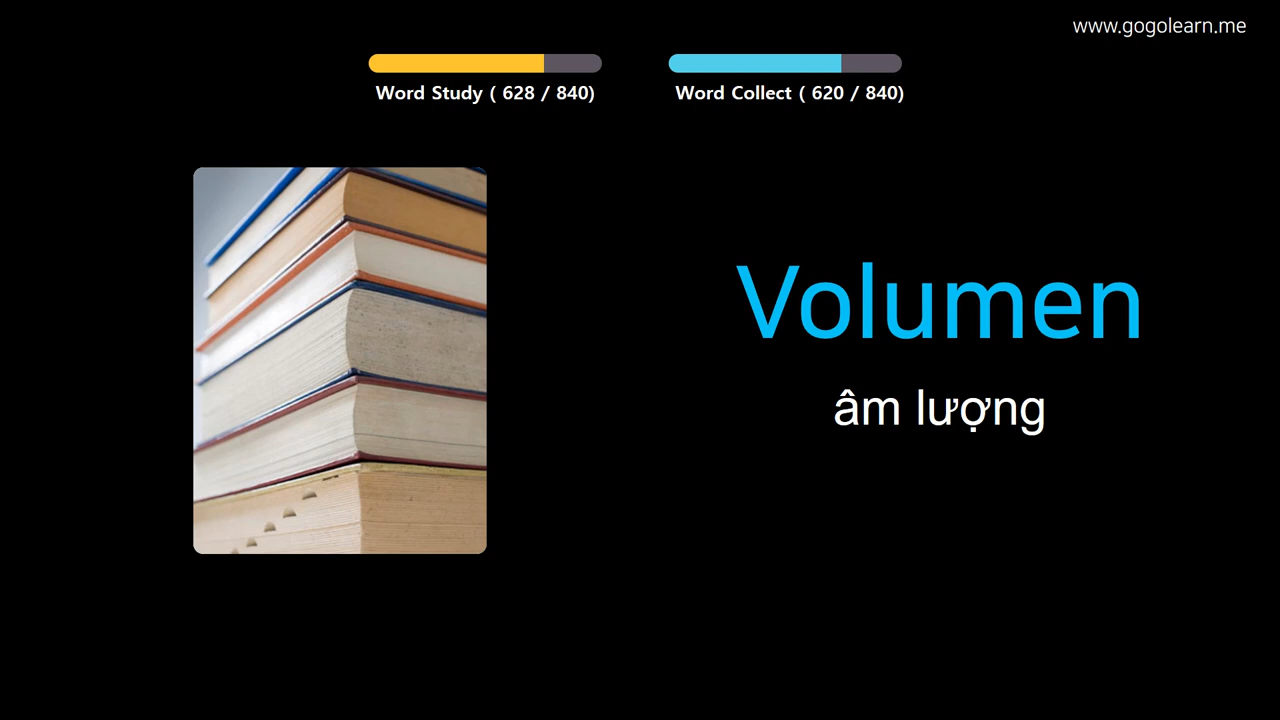 www.gogolearn.me
Word Study ( 628 / 840)
Word Collect ( 620 / 840)
Volumen
âm lượng